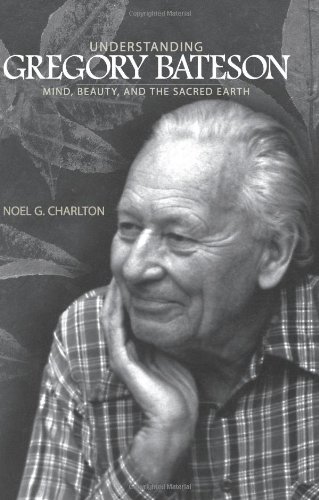 UNDERSTANDING
GREGORY BATESON
MIND, BEAUTY, AND THE SACRED EARTH
NOEL G. CHARLTON